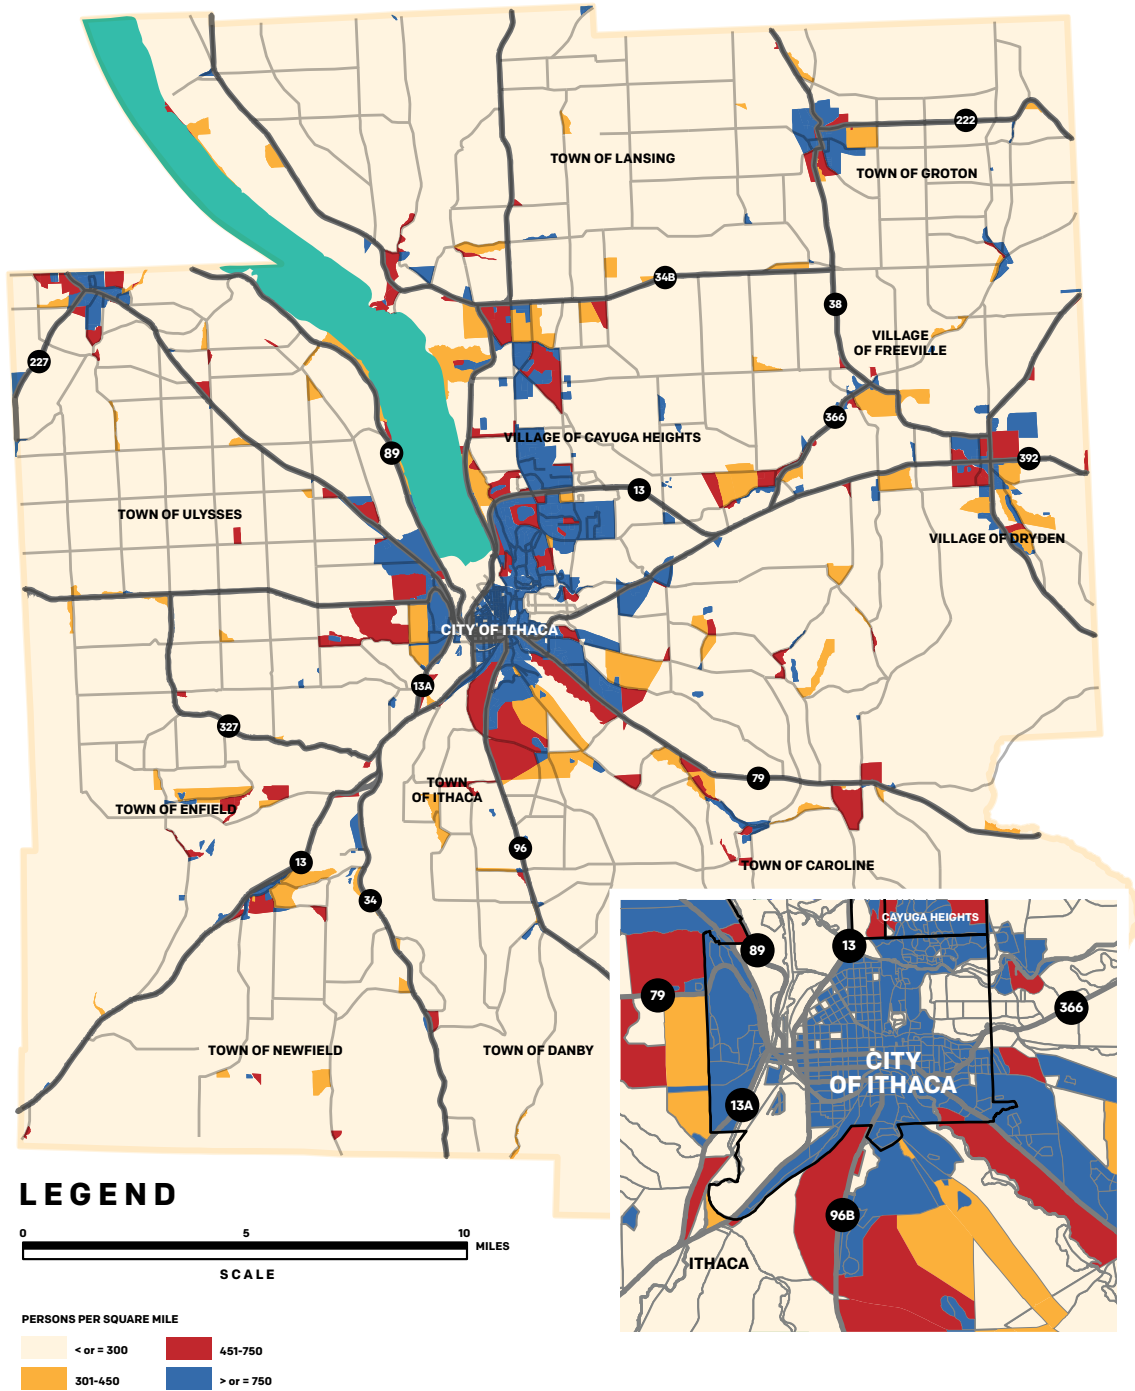 222
TOWN OF LANSING
TOWN OF GROTON
34B
38
VILLAGE
OF FREEVILLE
227
366
VILLAGE OF CAYUGA HEIGHTS
89
392
13
TOWN OF ULYSSES
VILLAGE OF DRYDEN
CITY OF ITHACA
13A
327
79
TOWN
OF ITHACA
TOWN OF ENFIELD
96
13
TOWN OF CAROLINE
34
TOWN OF NEWFIELD
TOWN OF DANBY
CAYUGA HEIGHTS
89
13
79
366
CITY
OF ITHACA
13A
96B
ITHACA
LEGEND
0 5 10
MILES
SCALE
PERSONS PER SQUARE MILE
< or = 300
451-750
301-450
> or = 750